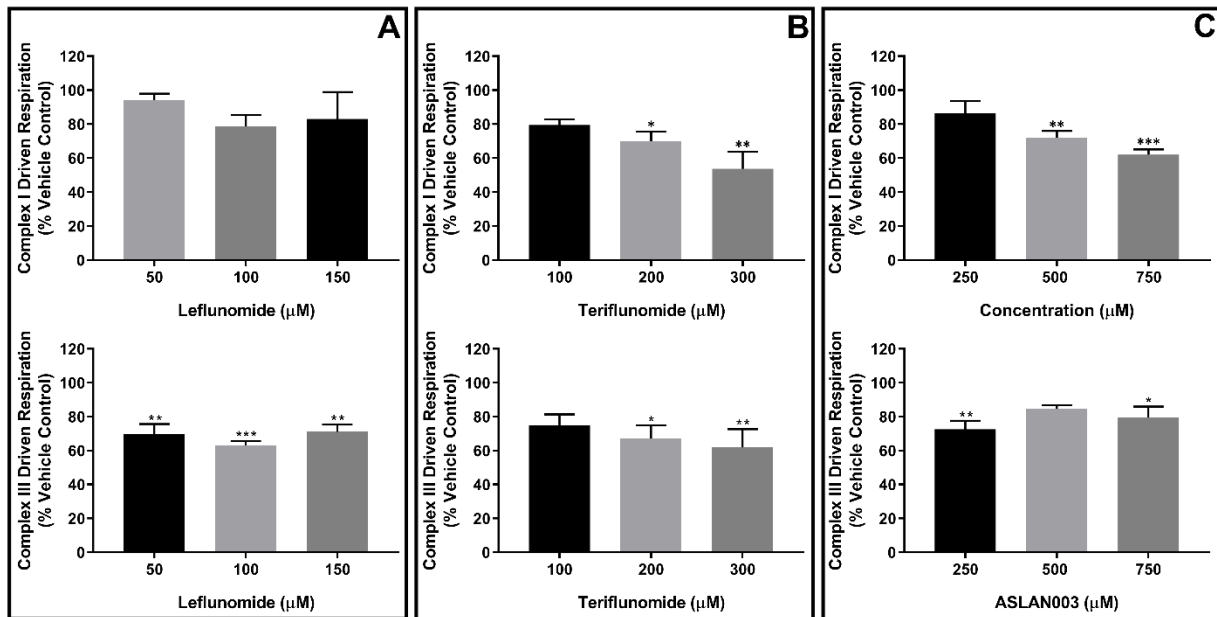 A
Complex I Driven Respiration
(% Vehicle Control)
120
100
80
60
40
20
0
50 100 150
Leflunomide (μM)
Complex III Driven Respiration
(% Vehicle Control)
120
100
80
60
40
20
0
** *** **
50 100 150
Leflunomide (μM)
B
Complex I Driven Respiration
(% Vehicle Control)
120
100
80
60
40
20
0
* **
100 200 300
Teriflunomide (μM)
Complex III Driven Respiration
(% Vehicle Control)
120
100
80
60
40
20
0
* **
100 200 300
Teriflunomide (μM)
C
Complex I Driven Respiration
(% Vehicle Control)
120
100
80
60
40
20
0
** ***
250 500 750
Concentration (μM)
Complex III Driven Respiration
(% Vehicle Control)
120
100
80
60
40
20
0
** *
250 500 750
ASLAN003 (μM)